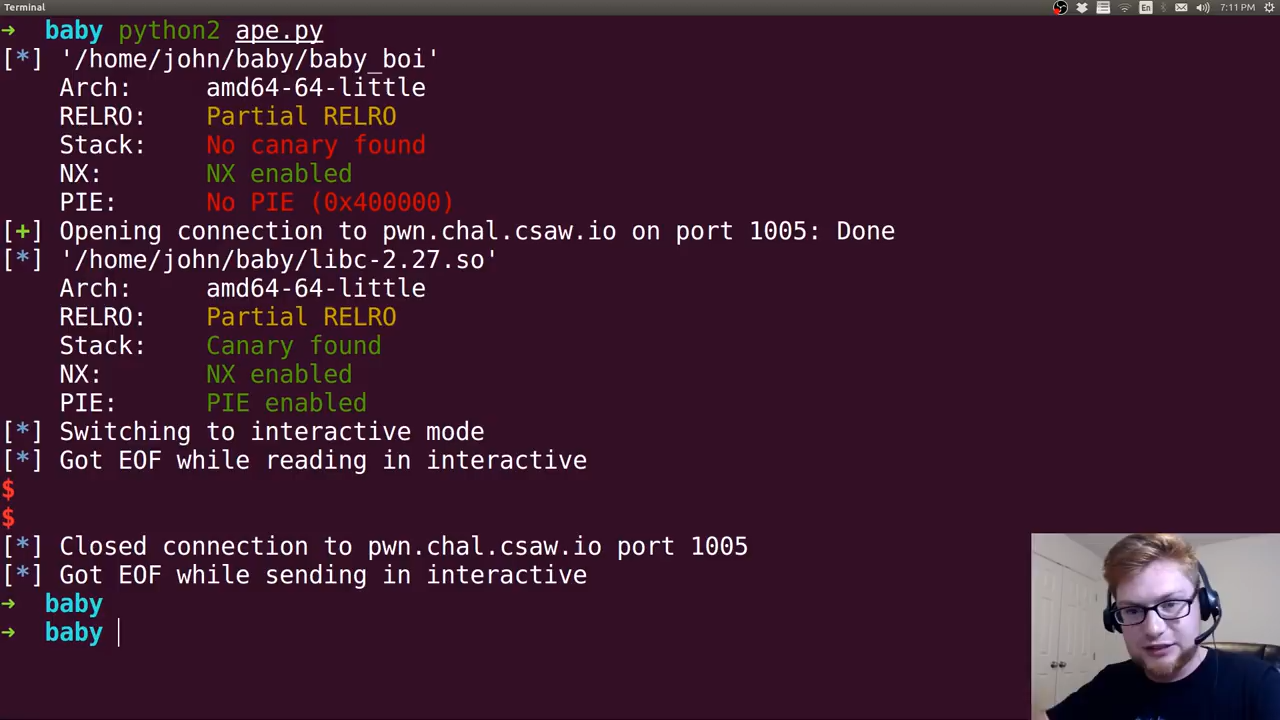 Terminal
En
7:11 PM
→ baby python2 ape.py
[*] '/home/john/baby/baby_boi'
Arch: amd64-64-little
RELRO: Partial RELRO
Stack: No canary found
NX: NX enabled
PIE: No PIE (0x400000)
[+] Opening connection to pwn.chal.csaw.io on port 1005: Done
[*] '/home/john/baby/libc-2.27.so'
Arch: amd64-64-little
RELRO: Partial RELRO
Stack: Canary found
NX: NX enabled
PIE: PIE enabled
[*] Switching to interactive mode
[*] Got EOF while reading in interactive
$
$
[*] Closed connection to pwn.chal.csaw.io port 1005
[*] Got EOF while sending in interactive
→ baby
→ baby